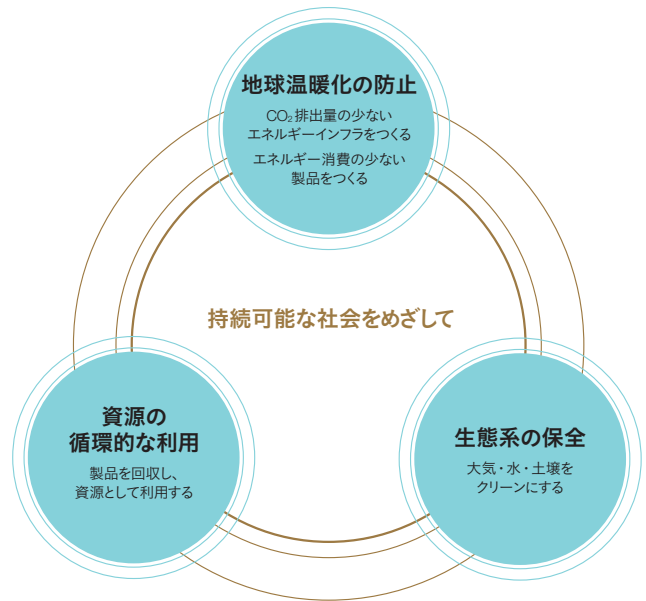 地球温暖化の防止
CO₂排出量の少ない
エネルギーインフラをつくる
エネルギー消費の少ない
製品をつくる
持続可能な社会をめざして
資源の
循環的な利用
製品を回収し、
資源として利用する
生態系の保全
大気・水・土壌を
クリーンにする